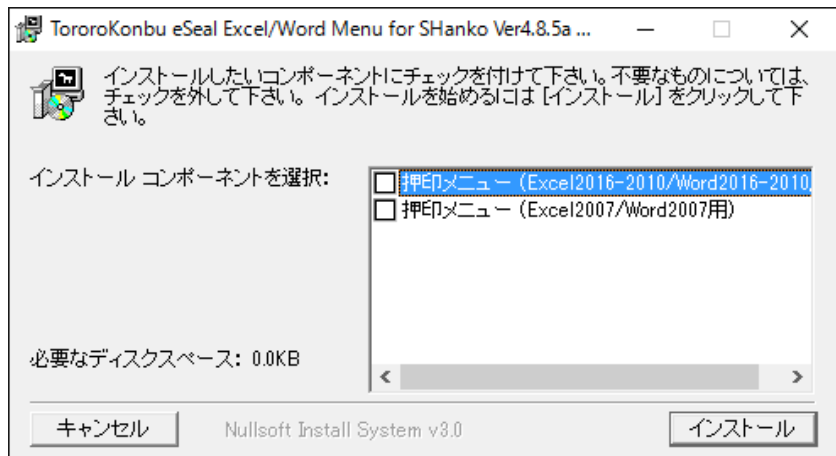 TororoKonbu eSeal Excel/Word Menu for SHanko Ver4.8.5a ...
インストールしたいコンポーネントにチェックを付けて下さい。不要なものについては、
チェックを外して下さい。インストールを始めるには [インストール] をクリックして下
さい。
インストール コンポーネントを選択:
押印メニュー (Excel2016-2010/Word2016-2010
押印メニュー (Excel2007/Word2007用)
必要なディスクスペース: 0.0KB
キャンセル
Nullsoft Install System v3.0
インストール